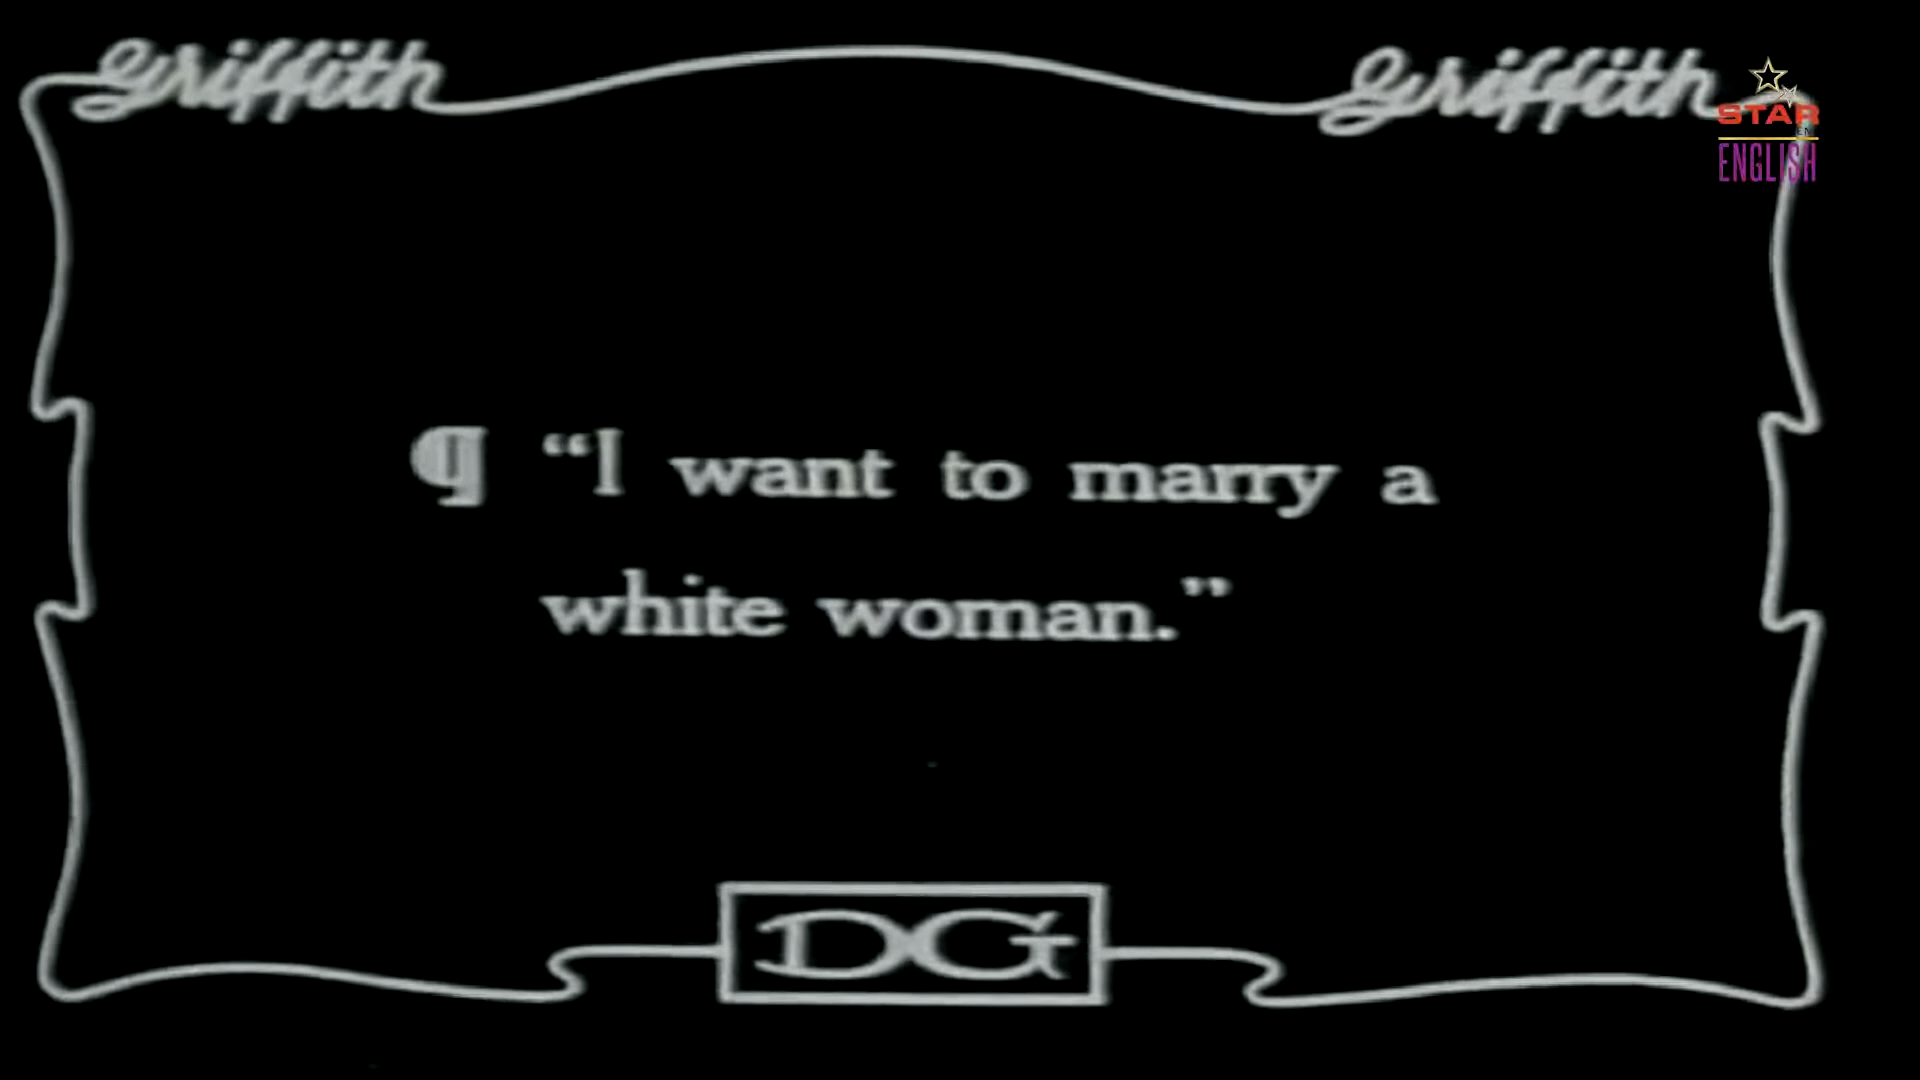 Griffith Griffith
STAR
ENGLISH
¶ “I want to marry a
white woman.”
DG